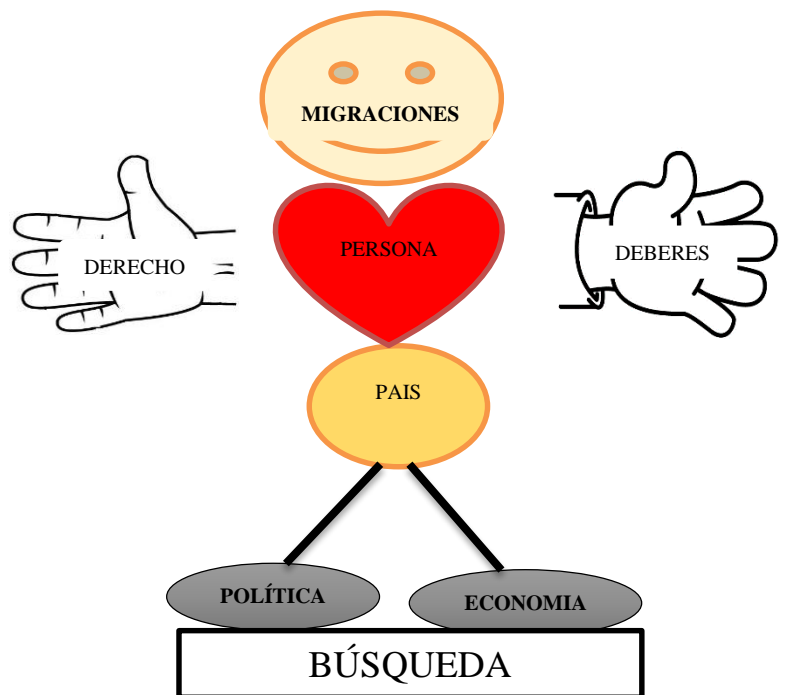 MIGRACIONES
PERSONA
DERECHO
DEBERES
PAIS
POLÍTICA
ECONOMIA
BÚSQUEDA